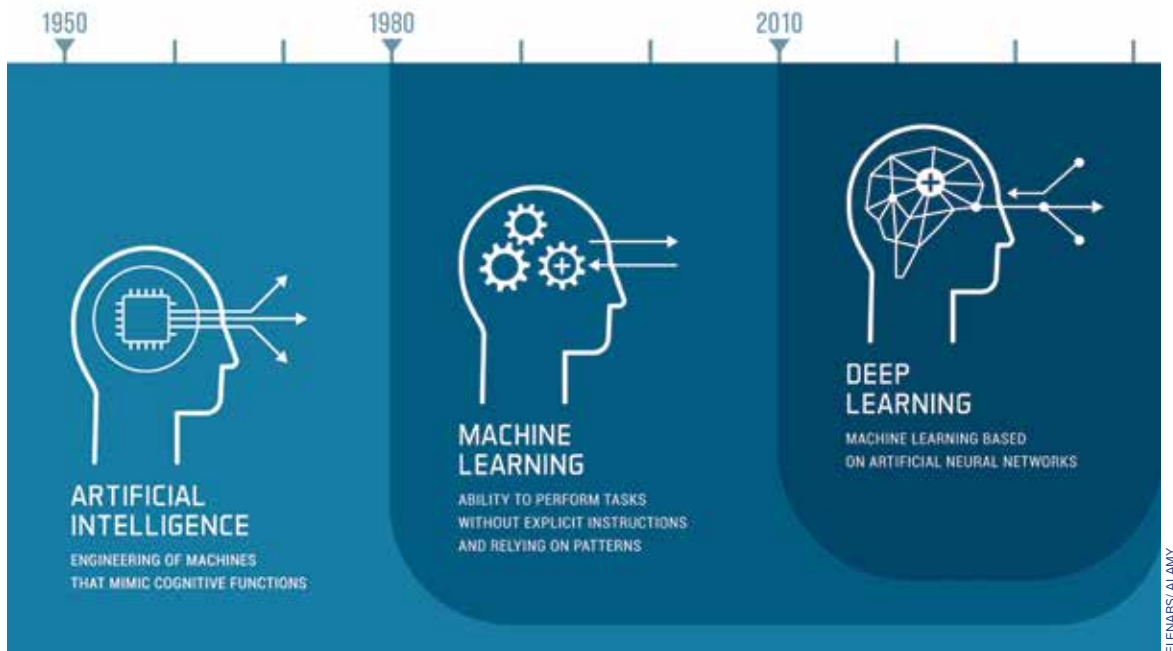 1950 1980 2010
ARTIFICIAL
INTELLIGENCE
ENGINEERING OF MACHINES
THAT MIMIC COGNITIVE FUNCTIONS
MACHINE
LEARNING
ABILITY TO PERFORM TASKS
WITHOUT EXPLICIT INSTRUCTIONS
AND RELYING ON PATTERNS
DEEP
LEARNING
MACHINE LEARNING BASED
ON ARTIFICIAL NEURAL NETWORKS
ELENABS/ ALAMY